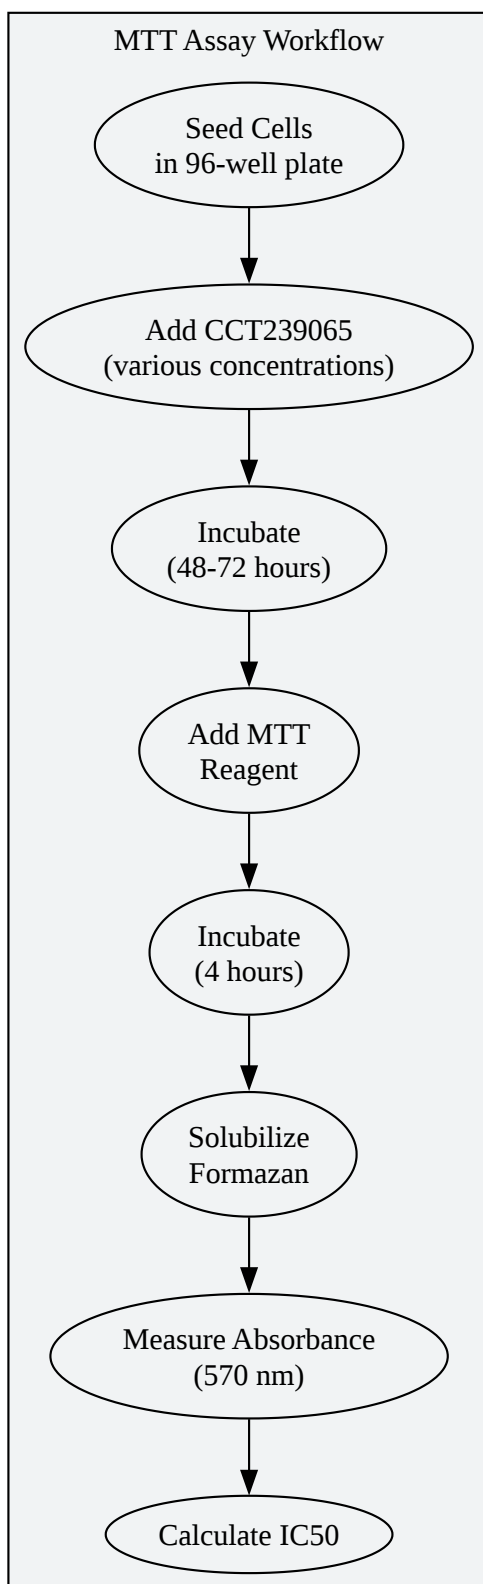 MTT Assay Workflow
Seed Cells
in 96-well plate
Add CCT239065
(various concentrations)
Incubate
(48-72 hours)
Add MTT
Reagent
Incubate
(4 hours)
Solubilize
Formazan
Measure Absorbance
(570 nm)
Calculate IC50